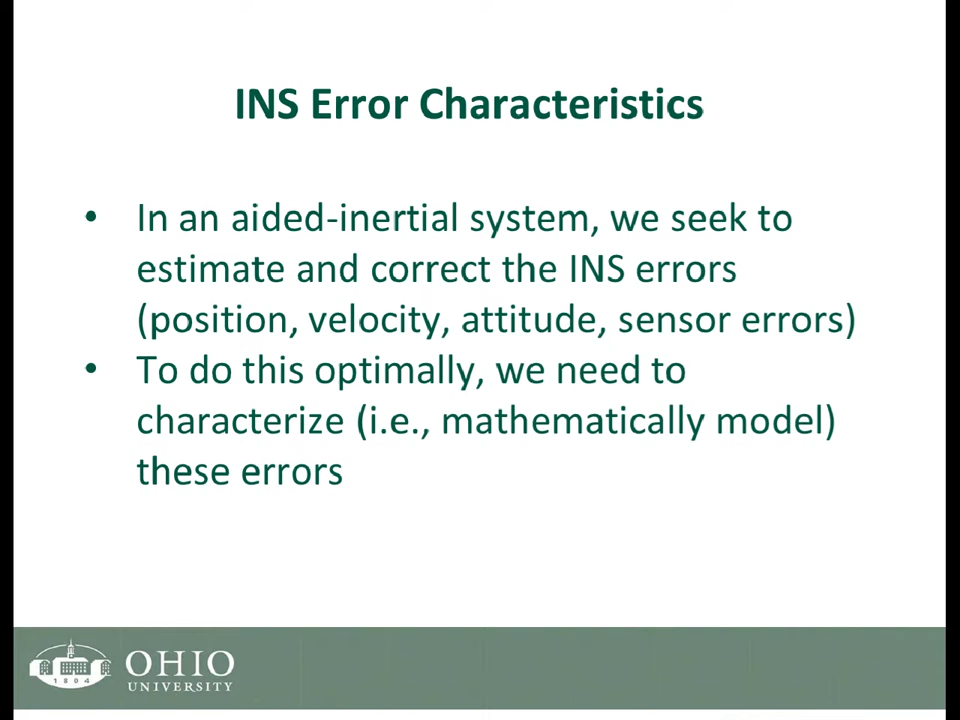 INS Error Characteristics
• In an aided-inertial system, we seek to
estimate and correct the INS errors
(position, velocity, attitude, sensor errors)
• To do this optimally, we need to
characterize (i.e., mathematically model)
these errors
1804
OHIO
UNIVERSITY